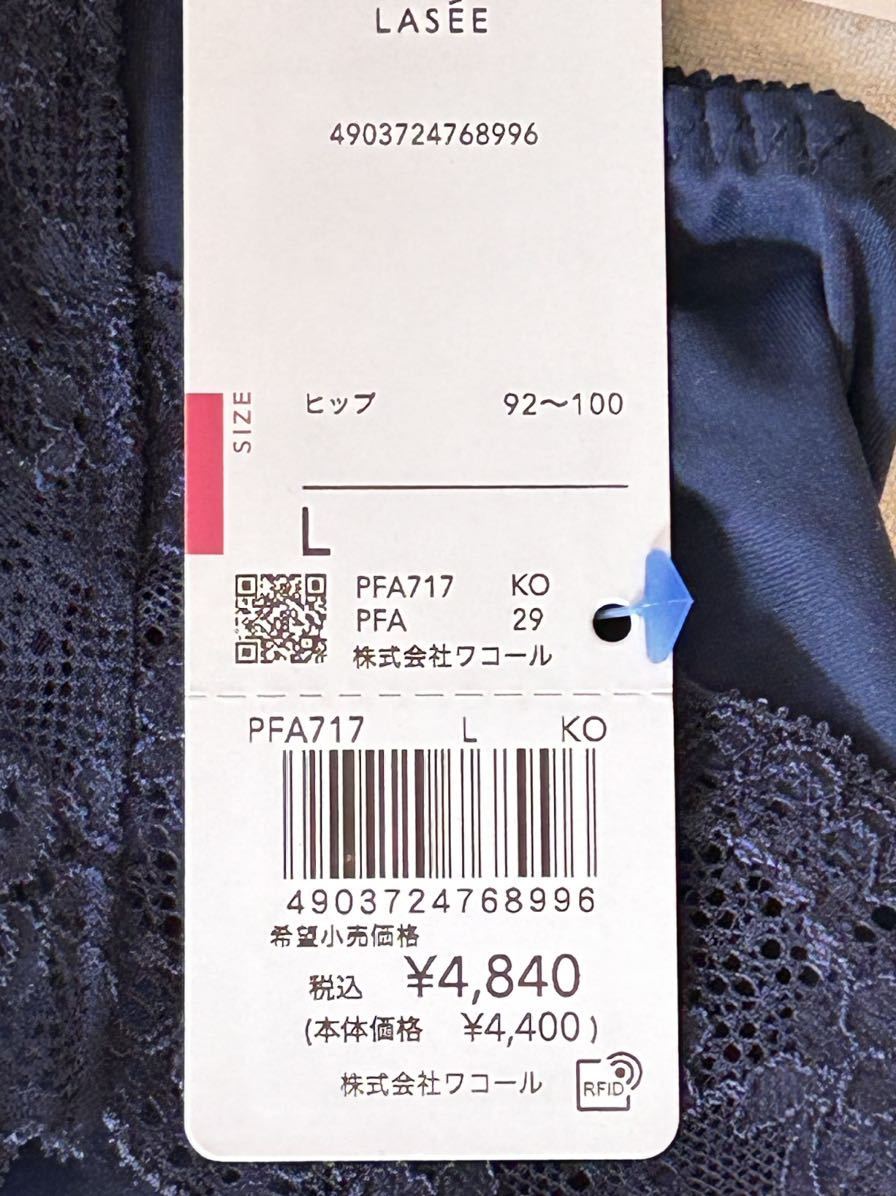 LASÉE
4903724768996
SIZE
ヒップ 92～100
L
PFA717 KO
PFA 29
株式会社ワコール
PFA717 L KO
4903724768996
希望小売価格
税込 ¥4,840
(本体価格 ¥4,400)
株式会社ワコール
RFID